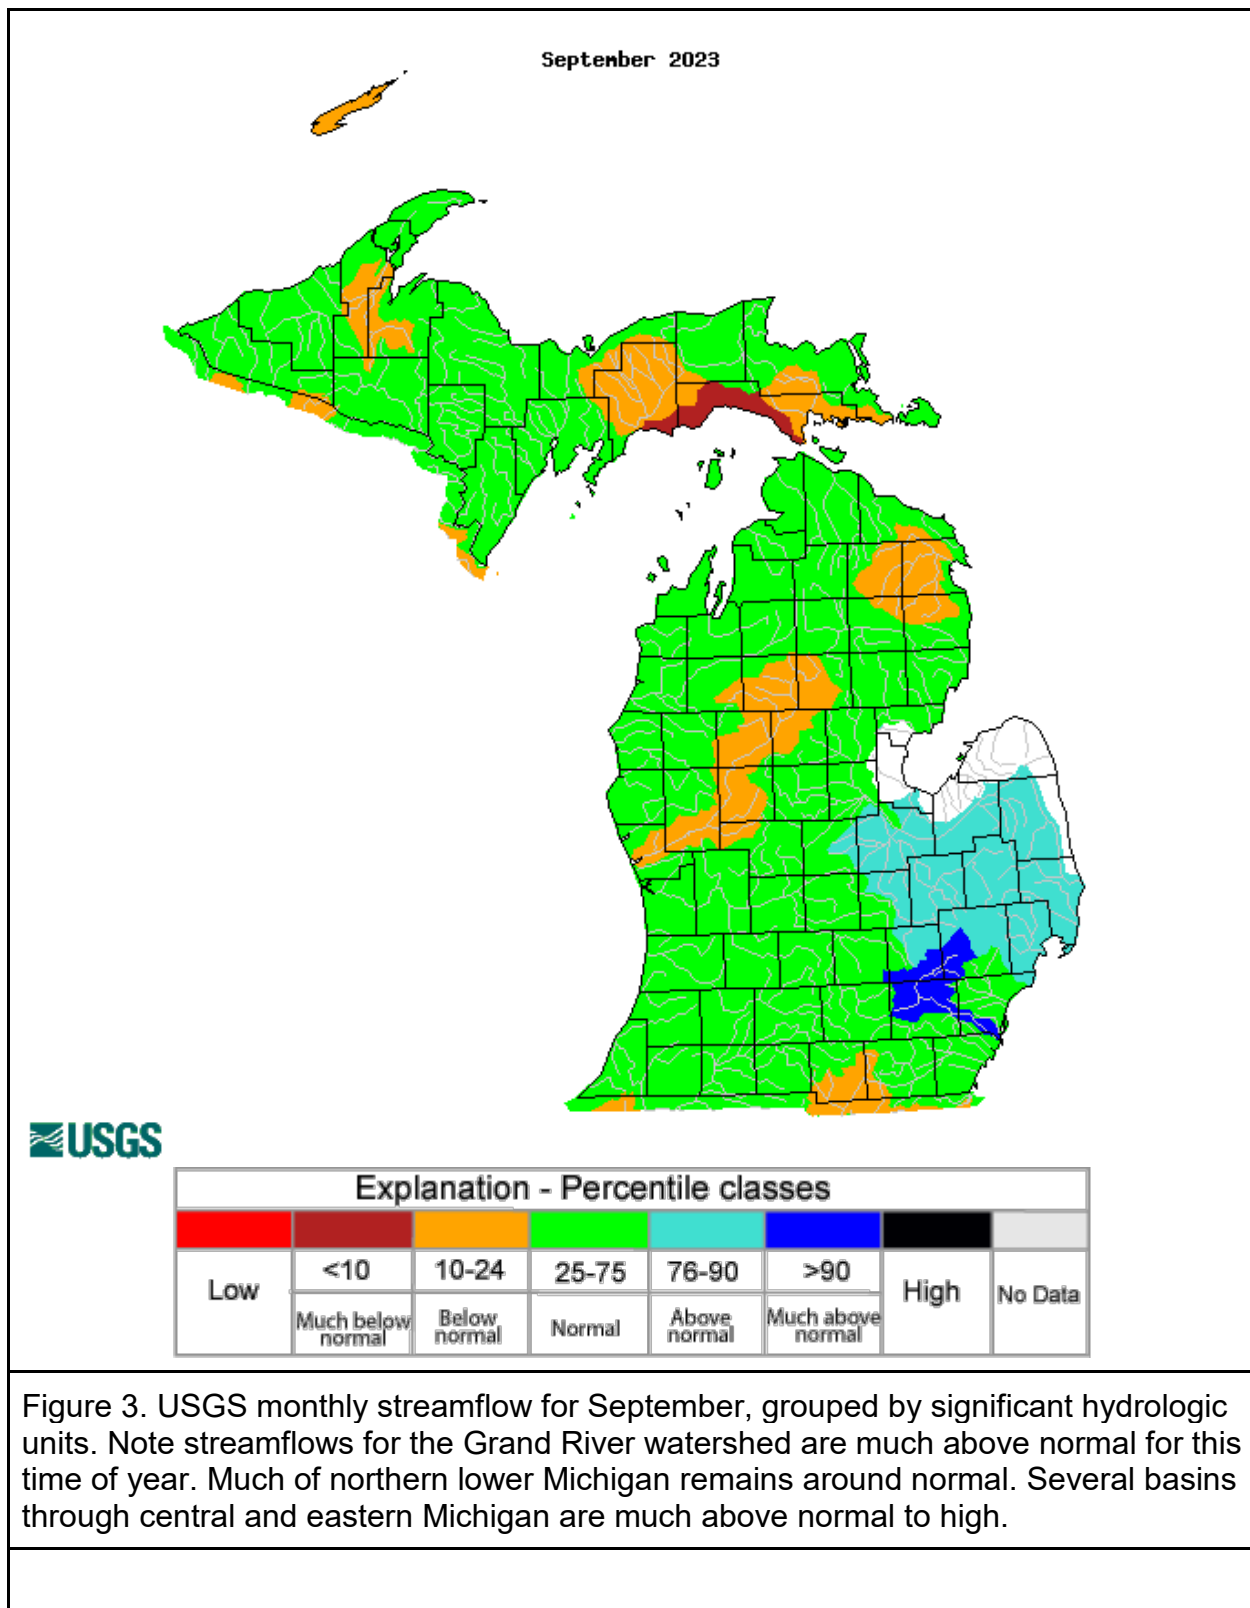 September 2023
USGS
Explanation - Percentile classes
Low
<10
10-24
25-75
76-90
>90
High
No Data
Much below
normal
Below
normal
Normal
Above
normal
Much above
normal
Figure 3. USGS monthly streamflow for September, grouped by significant hydrologic
units. Note streamflows for the Grand River watershed are much above normal for this
time of year. Much of northern lower Michigan remains around normal. Several basins
through central and eastern Michigan are much above normal to high.